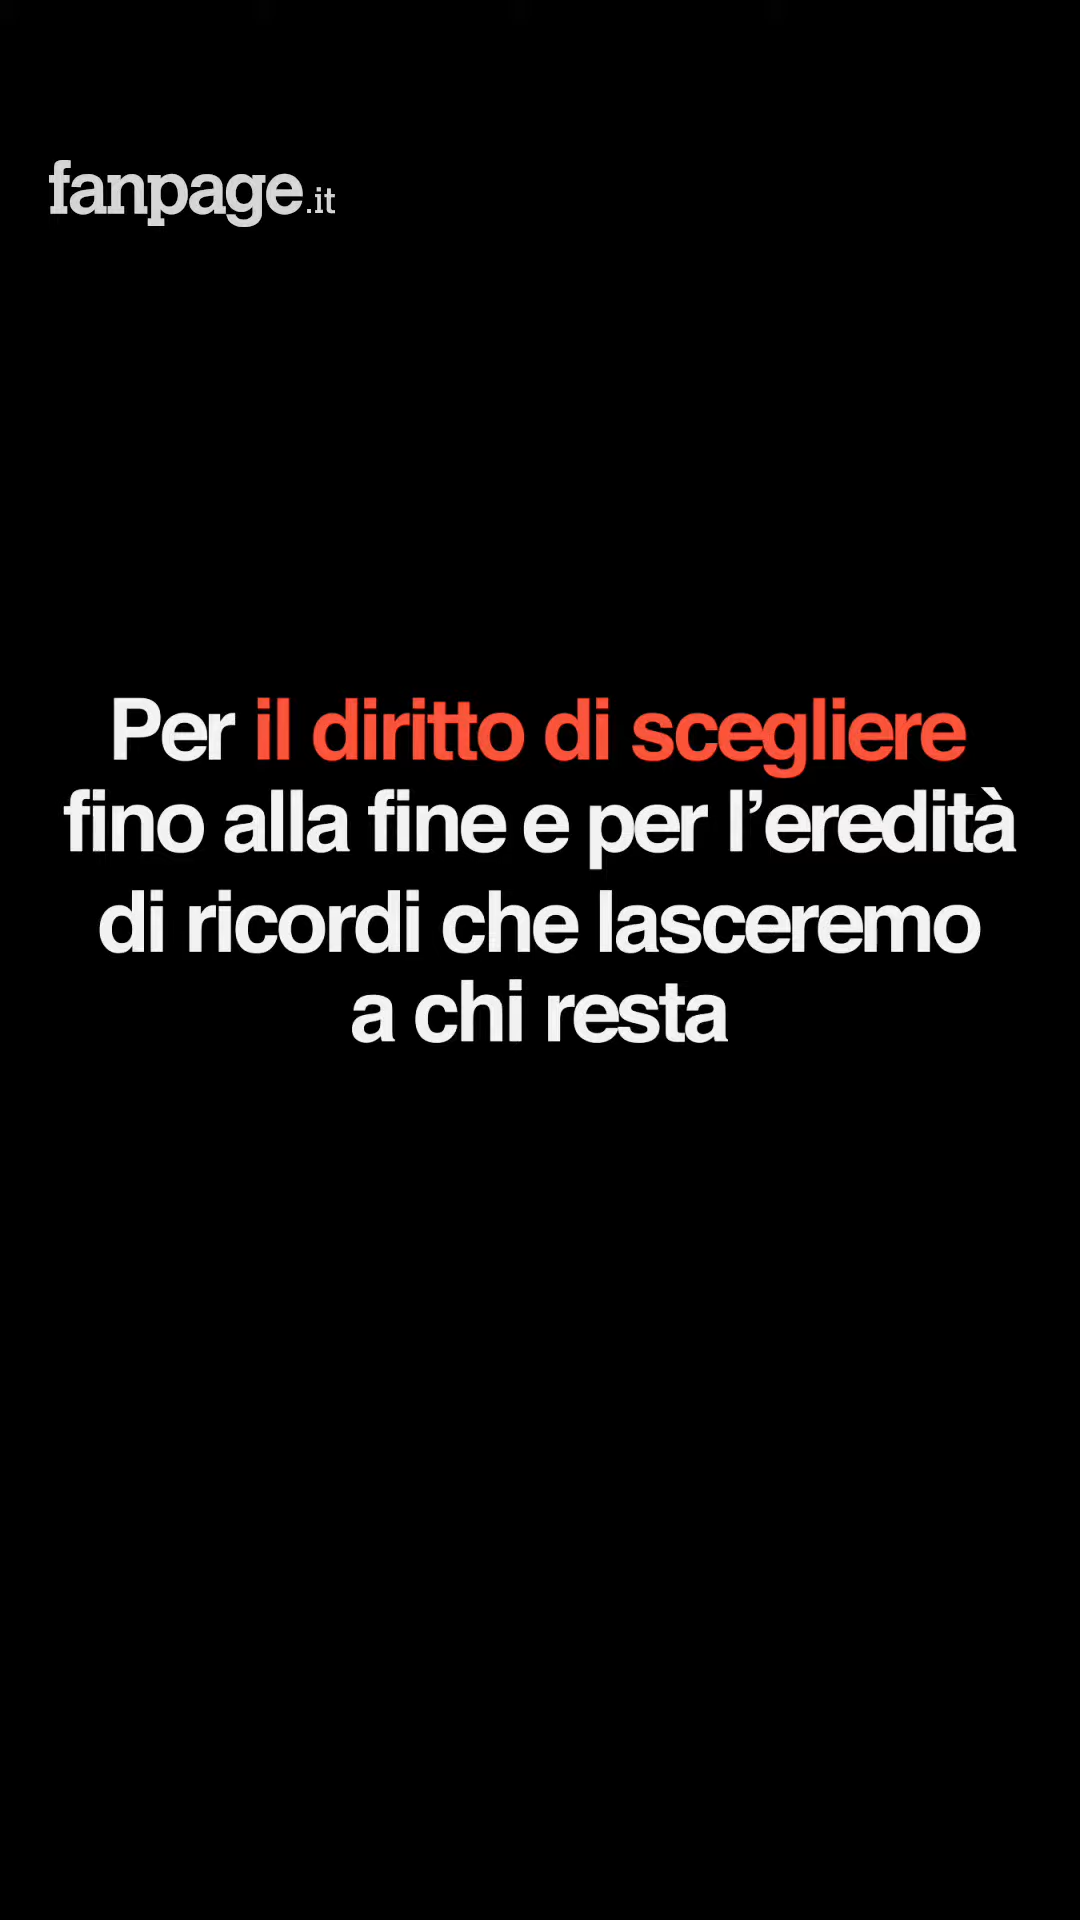 fanpage.it
Per il diritto di scegliere
fino alla fine e per l’eredità
di ricordi che lasceremo
a chi resta